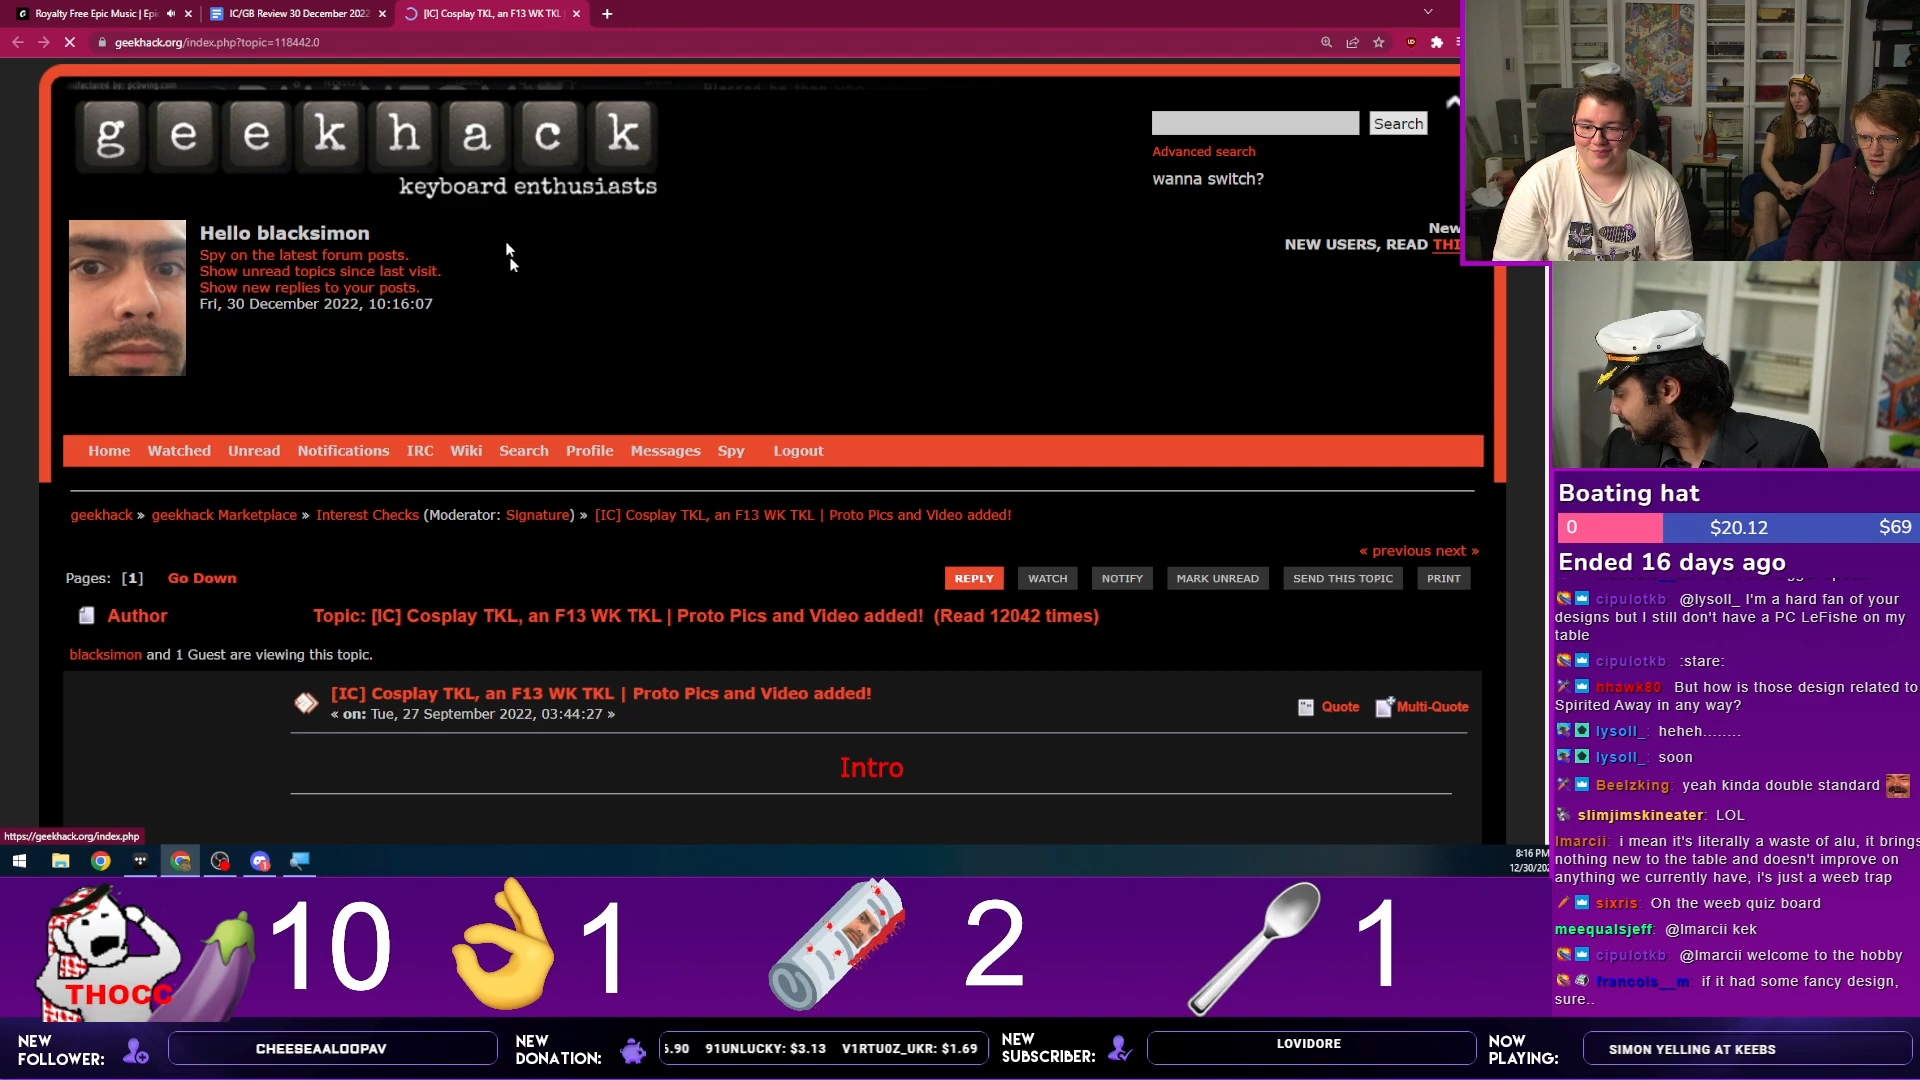 Royalty Free Epic Music | Epi
IC/GB Review 30 December 2022
[IC] Cosplay TKL, an F13 WK TKL
geekhack.org/index.php?topic=118442.0
geekhack
keyboard enthusiasts
Search
Advanced search
wanna switch?
Hello blacksimon
Spy on the latest forum posts.
Show unread topics since last visit.
Show new replies to your posts.
Fri, 30 December 2022, 10:16:07
New
NEW USERS, READ THI
Home Watched Unread Notifications IRC Wiki Search Profile Messages Spy Logout
geekhack » geekhack Marketplace » Interest Checks (Moderator: Signature) » [IC] Cosplay TKL, an F13 WK TKL | Proto Pics and Video added!
« previous next »
Pages: [1] Go Down
REPLY WATCH NOTIFY MARK UNREAD SEND THIS TOPIC PRINT
Author Topic: [IC] Cosplay TKL, an F13 WK TKL | Proto Pics and Video added! (Read 12042 times)
blacksimon and 1 Guest are viewing this topic.
[IC] Cosplay TKL, an F13 WK TKL | Proto Pics and Video added!
« on: Tue, 27 September 2022, 03:44:27 »
Quote Multi-Quote
Intro
https://geekhack.org/index.php
8:16 PM
12/30/202
Boating hat
0 $20.12 $69
Ended 16 days ago
cipulotkb: @lysoll_ I'm a hard fan of your
designs but I still don't have a PC LeFishe on my
table
cipulotkb: :stare:
hhawk80: But how is those design related to
Spirited Away in any way?
lysoll_: heheh........
lysoll_: soon
Beelzking: yeah kinda double standard
slimjimskineater: LOL
lmarcii: i mean it's literally a waste of alu, it brings
nothing new to the table and doesn't improve on
anything we currently have, i's just a weeb trap
sixris: Oh the weeb quiz board
meequalsjeff: @lmarcii kek
cipulotkb: @lmarcii welcome to the hobby
francois__m: if it had some fancy design,
sure..
THOCC
10 1 2 1
NEW FOLLOWER: CHEESEAALOOPAV
NEW DONATION: 5.90 91UNLUCKY: $3.13 V1RTU0Z_UKR: $1.69
NEW SUBSCRIBER: LOVIDORE
NOW PLAYING: SIMON YELLING AT KEEBS